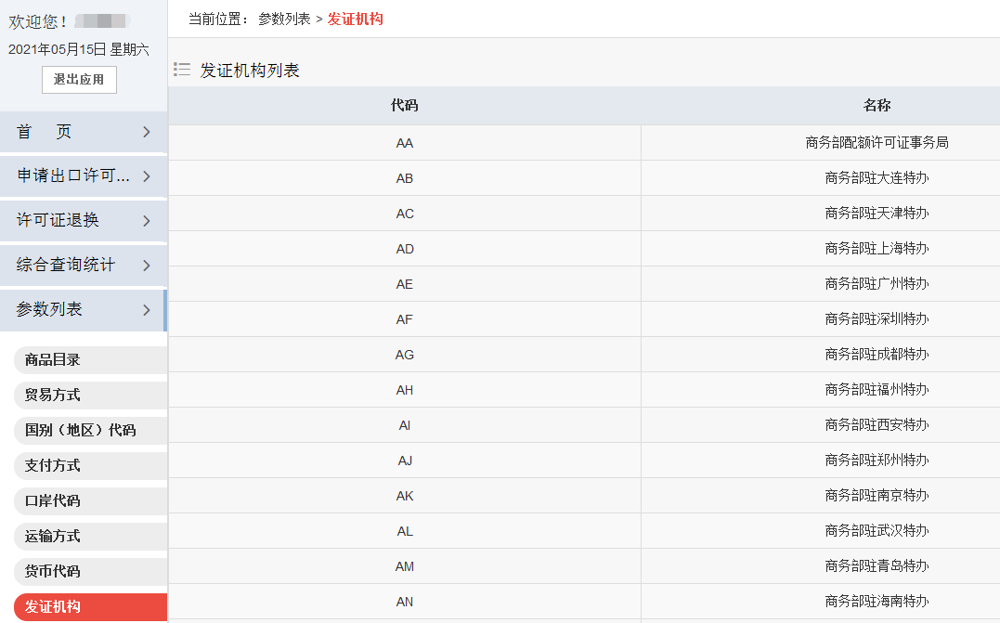 欢迎您！
2021年05月15日 星期六
退出应用
首 页
申请出口许可...
许可证退换
综合查询统计
参数列表
商品目录
贸易方式
国别（地区）代码
支付方式
口岸代码
运输方式
货币代码
发证机构
当前位置： 参数列表 > 发证机构
发证机构列表
代码 名称
AA 商务部配额许可证事务局
AB 商务部驻大连特办
AC 商务部驻天津特办
AD 商务部驻上海特办
AE 商务部驻广州特办
AF 商务部驻深圳特办
AG 商务部驻成都特办
AH 商务部驻福州特办
AI 商务部驻西安特办
AJ 商务部驻郑州特办
AK 商务部驻南京特办
AL 商务部驻武汉特办
AM 商务部驻青岛特办
AN 商务部驻海南特办